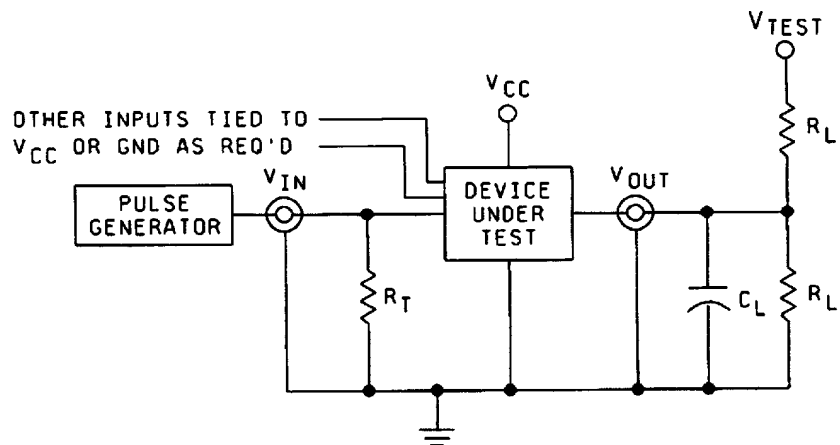 VTEST
VCC
OTHER INPUTS TIED TO
VCC OR GND AS REQ'D
RL
VIN
VOUT
PULSE
GENERATOR
DEVICE
UNDER
TEST
RT
CL
RL